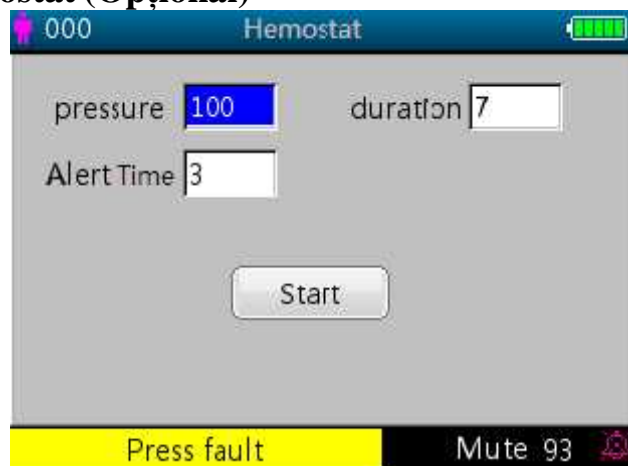 ostat (Opțional)
000 Hemostat
pressure 100 duration 7
Alert Time 3
Start
Press fault Mute 93